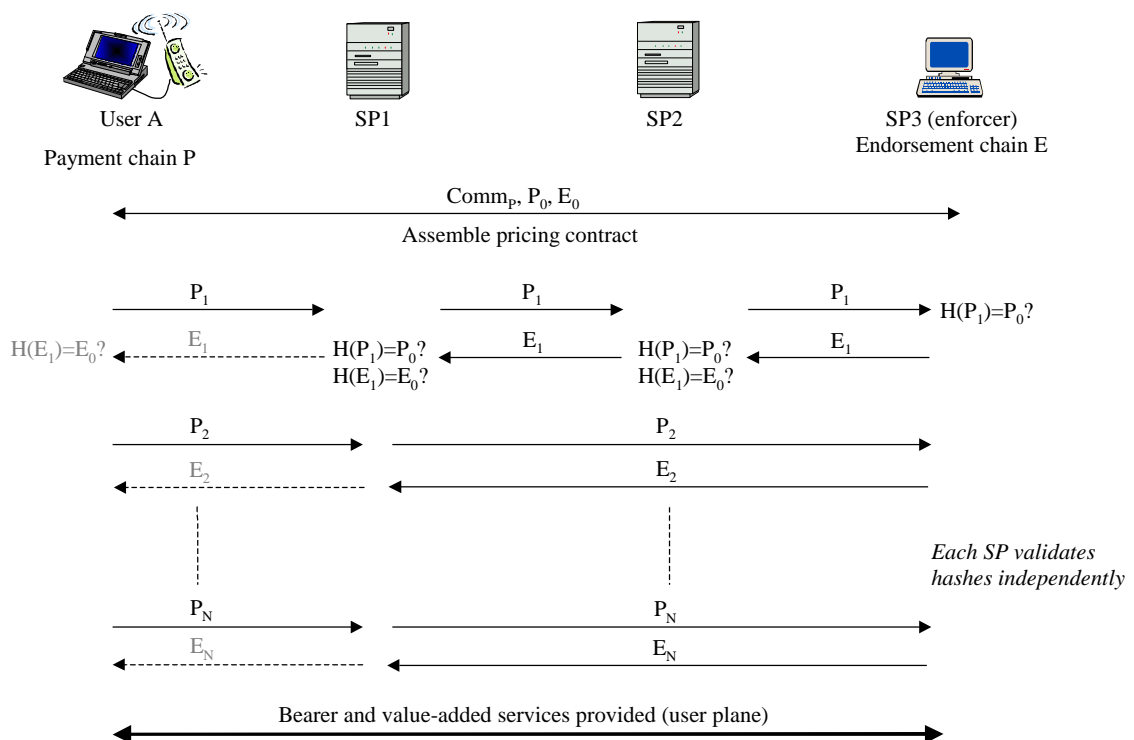 User A
SP1
SP2
SP3 (enforcer)
Payment chain P
Endorsement chain E
Comm_P, P_0, E_0
Assemble pricing contract
P_1
P_1
P_1
H(P_1)=P_0?
H(E_1)=E_0?
E_1
H(P_1)=P_0?
H(E_1)=E_0?
E_1
H(P_1)=P_0?
H(E_1)=E_0?
E_1
P_2
P_2
E_2
E_2
Each SP validates
hashes independently
P_N
P_N
E_N
E_N
Bearer and value-added services provided (user plane)